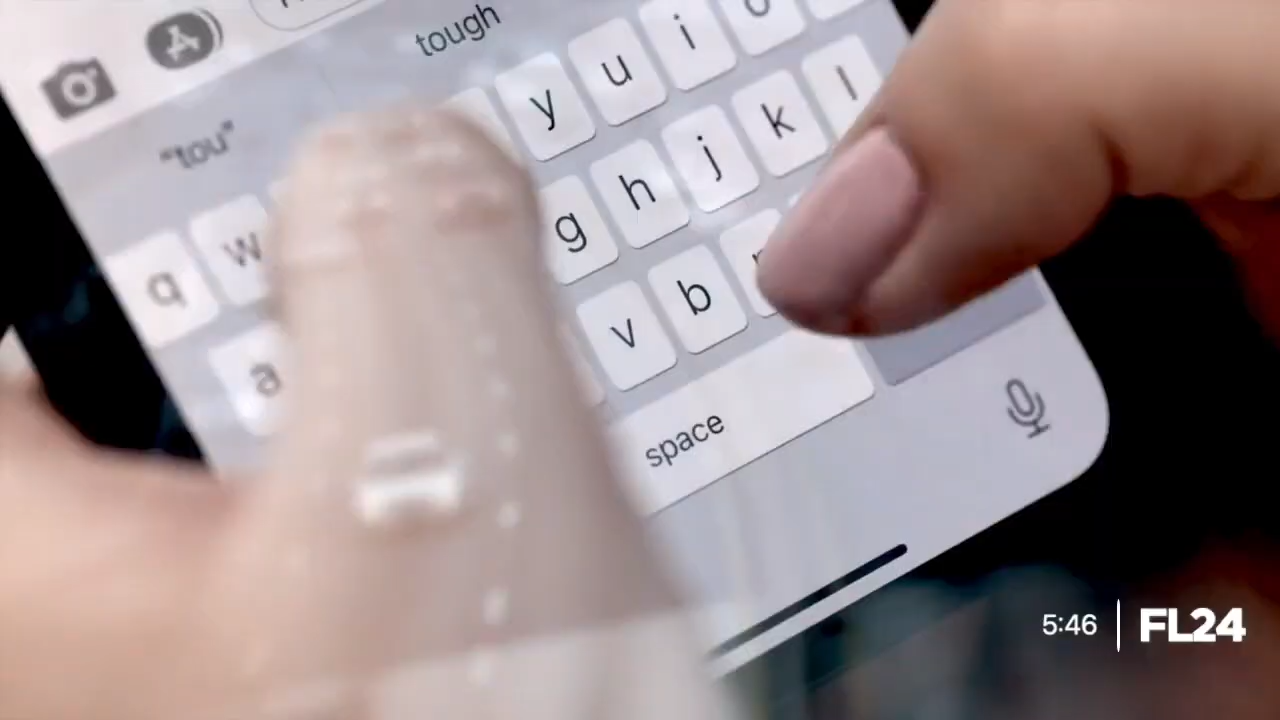 tough
"tou"
q w y u i o
a g h j k l
v b
space
5:46 FL24